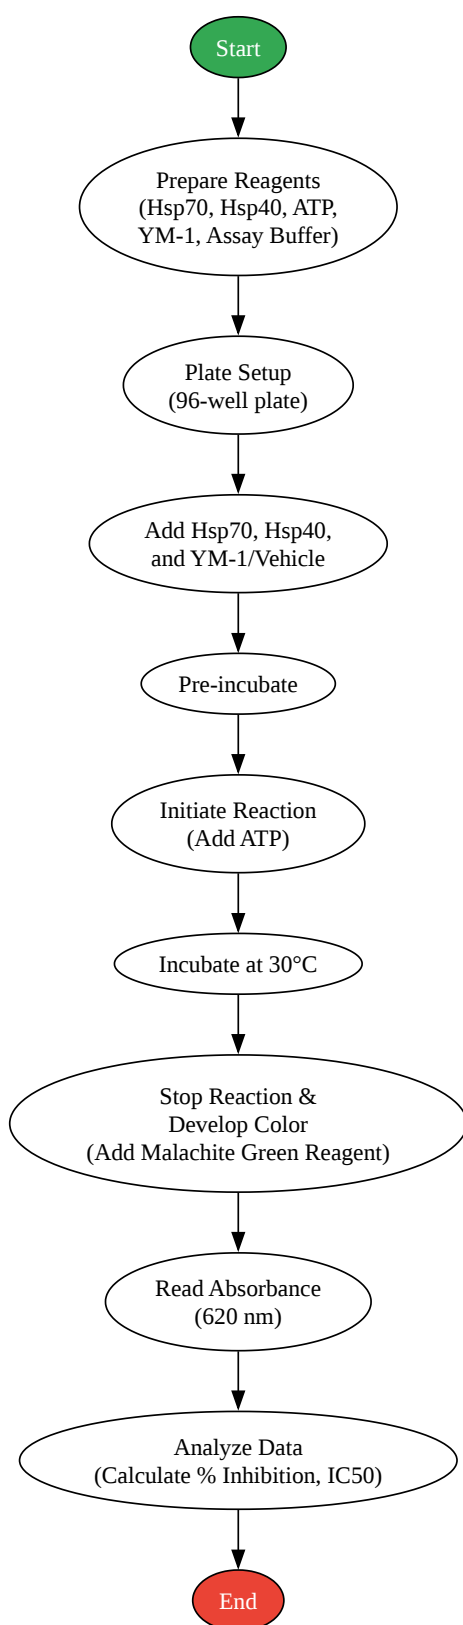 Start
Prepare Reagents
(Hsp70, Hsp40, ATP,
YM-1, Assay Buffer)
Plate Setup
(96-well plate)
Add Hsp70, Hsp40,
and YM-1/Vehicle
Pre-incubate
Initiate Reaction
(Add ATP)
Incubate at 30°C
Stop Reaction &
Develop Color
(Add Malachite Green Reagent)
Read Absorbance
(620 nm)
Analyze Data
(Calculate % Inhibition, IC50)
End